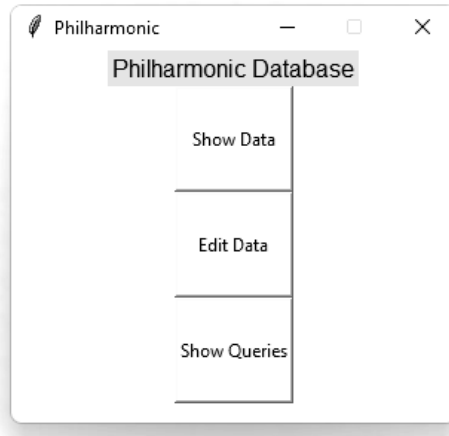 Philharmonic
Philharmonic Database
Show Data
Edit Data
Show Queries